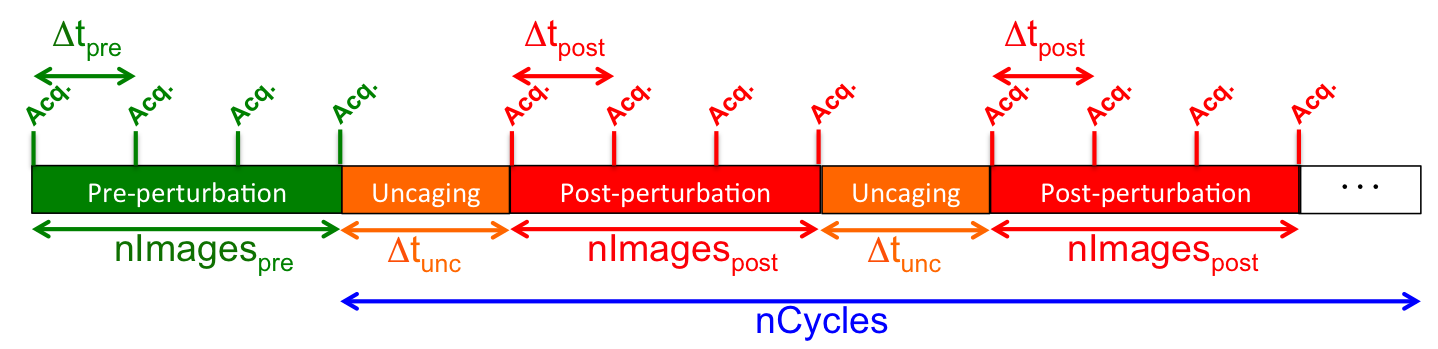 Δtpre
Δtpost
Δtpost
Acq.
Acq.
Acq.
Acq.
Acq.
Acq.
Acq.
Acq.
Acq.
Acq.
Acq.
Acq.
Pre-perturbation
Uncaging
Post-perturbation
Uncaging
Post-perturbation
...
nImagespre
Δtunc
nImagespost
Δtunc
nImagespost
nCycles